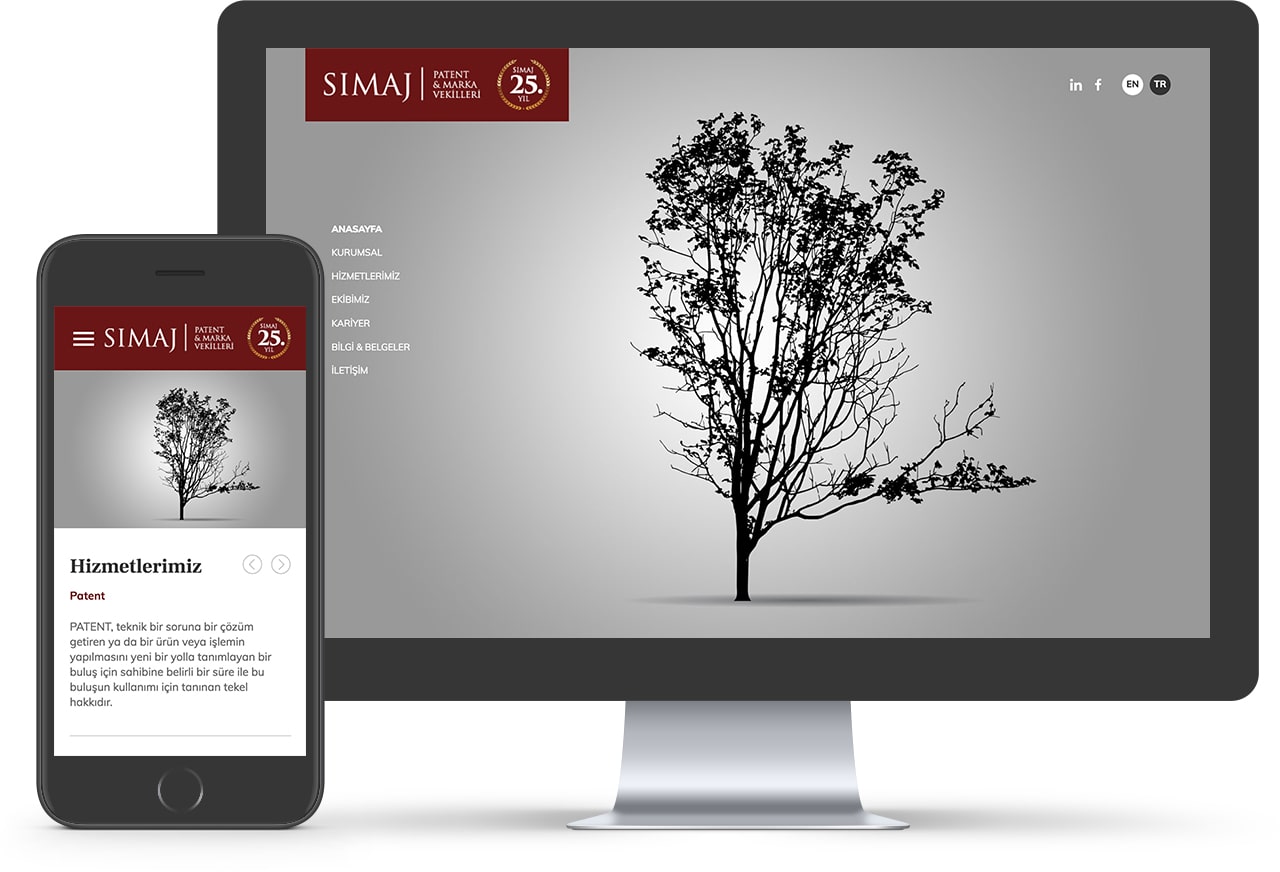 SIMAJ
PATENT
& MARKA
VEKİLLERİ
SIMAJ
25.
YIL
in f EN TR
ANASAYFA
KURUMSAL
HİZMETLERİMİZ
EKİBİMİZ
KARİYER
BİLGİ & BELGELER
İLETİŞİM
SIMAJ
PATENT
& MARKA
VEKİLLERİ
SIMAJ
25.
YIL
Hizmetlerimiz
Patent
PATENT, teknik bir soruna bir çözüm
getiren ya da bir ürün veya işlemin
yapılmasını yeni bir yolla tanımlayan bir
buluş için sahibine belirli bir süre ile bu
buluşun kullanımı için tanınan tekel
hakkıdır.